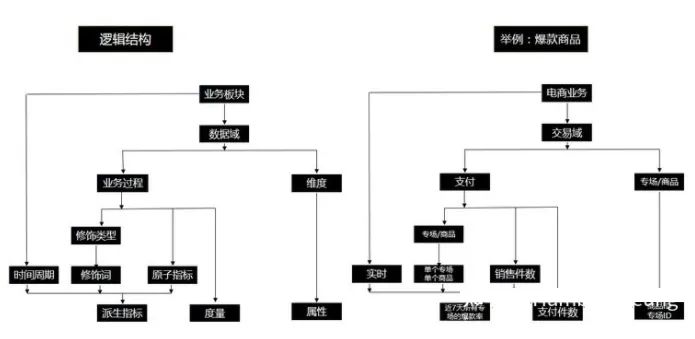 逻辑结构
举例：爆款商品
业务板块
电商业务
数据域
交易域
业务过程
维度
支付
专场/商品
修饰类型
专场/商品
时间周期
修饰词
原子指标
实时
单个专场
单个商品
销售件数
派生指标
度量
属性
近7天所有专
场的爆款率
支付件数
专场ID